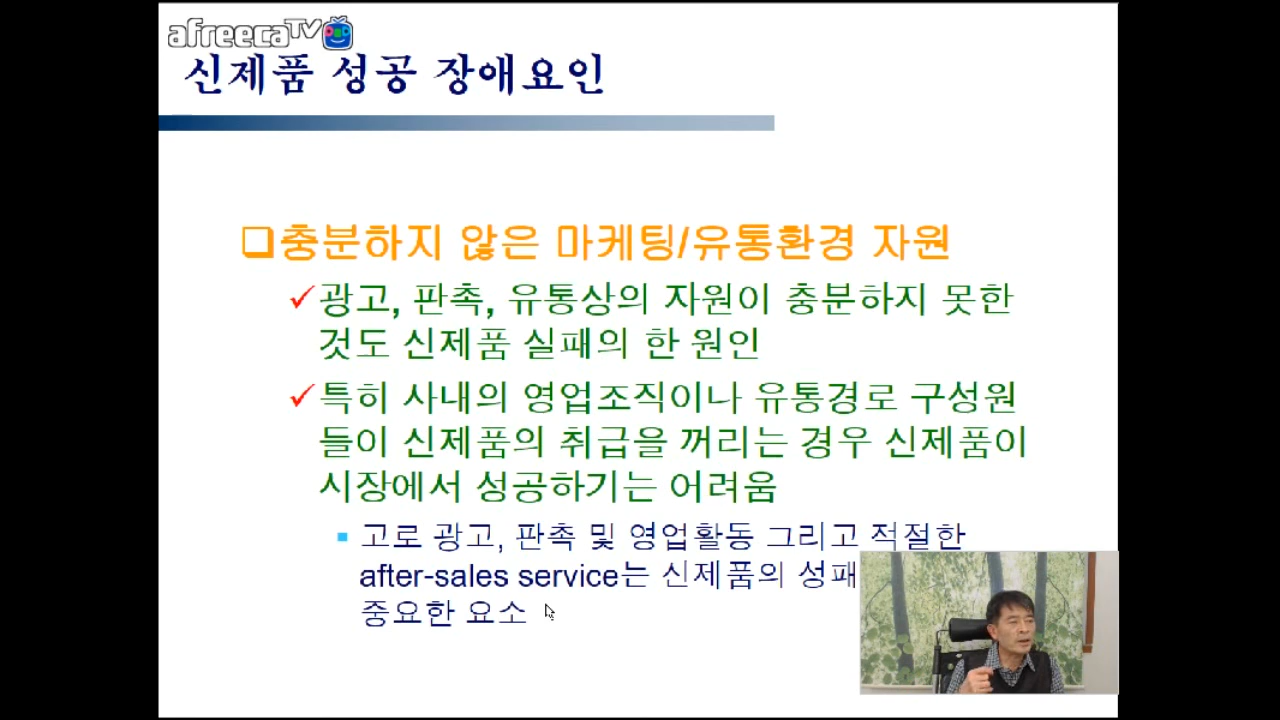 afreecaTV
신제품 성공 장애요인
충분하지 않은 마케팅/유통환경 자원
광고, 판촉, 유통상의 자원이 충분하지 못한
것도 신제품 실패의 한 원인
특히 사내의 영업조직이나 유통경로 구성원
들이 신제품의 취급을 꺼리는 경우 신제품이
시장에서 성공하기는 어려움
고로 광고, 판촉 및 영업활동 그리고 적절한
after-sales service는 신제품의 성패
중요한 요소